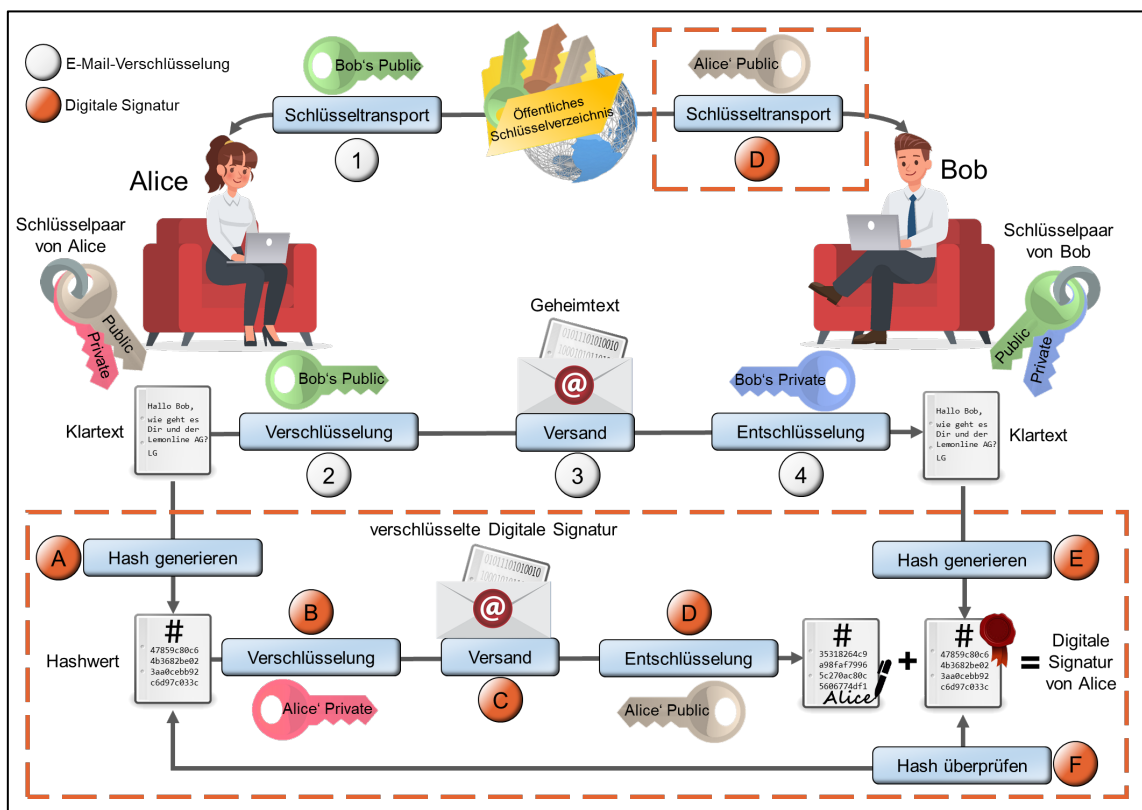 E-Mail-Verschlüsselung
Digitale Signatur
Bob's Public
Schlüsseltransport
1
Öffentliches
Schlüsselverzeichnis
Alice' Public
Schlüsseltransport
D
Alice
Bob
Schlüsselpaar
von Alice
Public
Private
Schlüsselpaar
von Bob
Public
Private
Geheimtext
01011101010010
@
Bob's Public
Bob's Private
Klartext
Hallo Bob,
wie geht es
Dir und der
Lemonline AG?
LG
Verschlüsselung
2
Versand
3
Entschlüsselung
4
Hallo Bob,
wie geht es
Dir und der
Lemonline AG?
LG
Klartext
verschlüsselte Digitale Signatur
A
Hash generieren
Hash generieren
E
01011101010010
@
Hashwert
#
47859c80c6
4b3682be02
3aa0cebb92
c6d97c033c
B
Verschlüsselung
Alice' Private
Versand
C
D
Entschlüsselung
Alice' Public
#
35318264c9
a98faf7996
5c270ac80c
5606774df1
Alice
+
#
47859c80c6
4b3682be02
3aa0cebb92
c6d97c033c
=
Digitale
Signatur
von Alice
Hash überprüfen
F